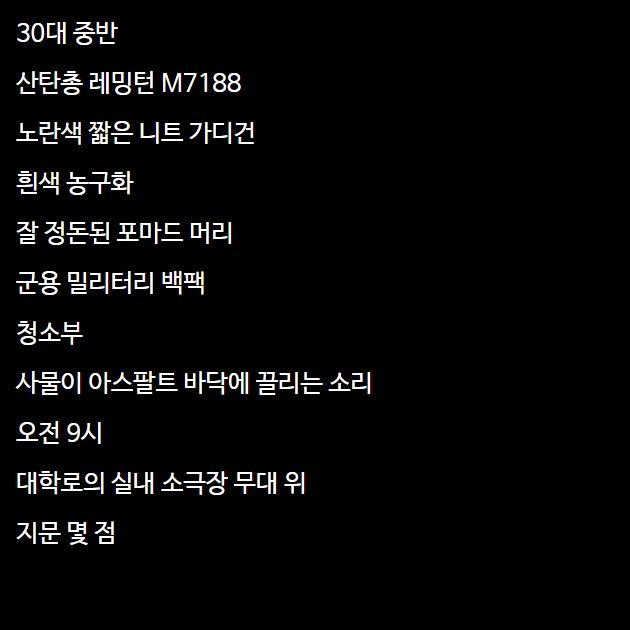 30대 중반
산탄총 레밍턴 M7188
노란색 짧은 니트 가디건
흰색 농구화
잘 정돈된 포마드 머리
군용 밀리터리 백팩
청소부
사물이 아스팔트 바닥에 끌리는 소리
오전 9시
대학로의 실내 소극장 무대 위
지문 몇 점